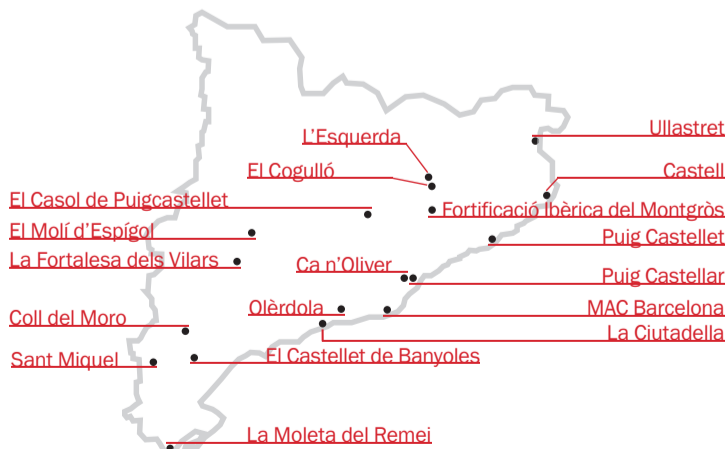 Ullastret
L'Esquerda
El Cogulló
Castell
El Casol de Puigcastellet
Fortificació Ibèrica del Montgròs
El Molí d'Espígol
Puig Castellet
La Fortalesa dels Vilars
Ca n'Oliver
Puig Castellar
Olèrdola
MAC Barcelona
Coll del Moro
La Ciutadella
Sant Miquel
El Castellet de Banyoles
La Moleta del Remei